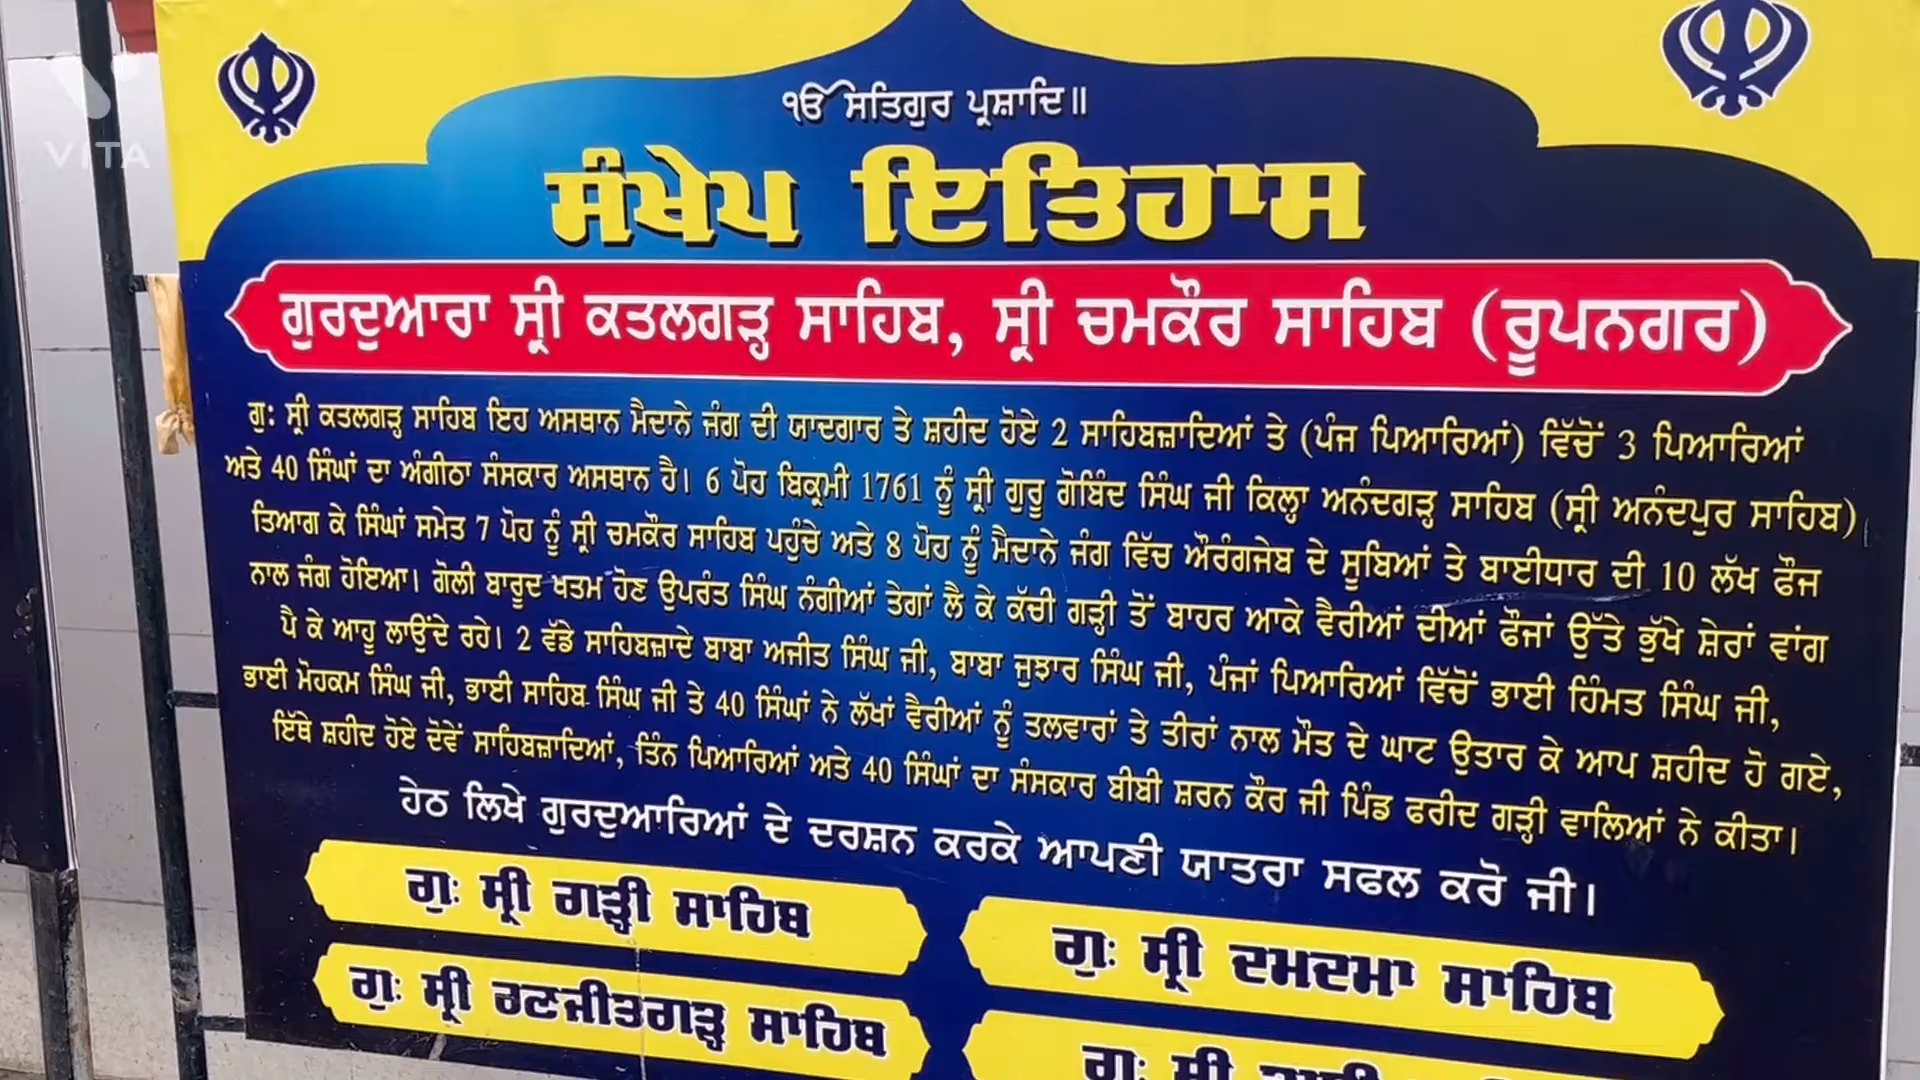 VITA
ੴ ਸਤਿਗੁਰ ਪ੍ਰਸ਼ਾਦਿ॥
ਸੰਖੇਪ ਇਤਿਹਾਸ
ਗੁਰਦੁਆਰਾ ਸ੍ਰੀ ਕਤਲਗੜ੍ਹ ਸਾਹਿਬ, ਸ੍ਰੀ ਚਮਕੌਰ ਸਾਹਿਬ (ਰੂਪਨਗਰ)
ਗੁ: ਸ੍ਰੀ ਕਤਲਗੜ੍ਹ ਸਾਹਿਬ ਇਹ ਅਸਥਾਨ ਮੈਦਾਨੇ ਜੰਗ ਦੀ ਯਾਦਗਾਰ ਤੇ ਸ਼ਹੀਦ ਹੋਏ 2 ਸਾਹਿਬਜ਼ਾਦਿਆਂ ਤੇ (ਪੰਜ ਪਿਆਰਿਆਂ) ਵਿੱਚੋਂ 3 ਪਿਆਰਿਆਂ
ਅਤੇ 40 ਸਿੰਘਾਂ ਦਾ ਅੰਗੀਠਾ ਸੰਸਕਾਰ ਅਸਥਾਨ ਹੈ। 6 ਪੋਹ ਬਿਕ੍ਰਮੀ 1761 ਨੂੰ ਸ੍ਰੀ ਗੁਰੂ ਗੋਬਿੰਦ ਸਿੰਘ ਜੀ ਕਿਲ੍ਹਾ ਅਨੰਦਗੜ੍ਹ ਸਾਹਿਬ (ਸ੍ਰੀ ਅਨੰਦਪੁਰ ਸਾਹਿਬ)
ਤਿਆਗ ਕੇ ਸਿੰਘਾਂ ਸਮੇਤ 7 ਪੋਹ ਨੂੰ ਸ੍ਰੀ ਚਮਕੌਰ ਸਾਹਿਬ ਪਹੁੰਚੇ ਅਤੇ 8 ਪੋਹ ਨੂੰ ਮੈਦਾਨੇ ਜੰਗ ਵਿੱਚ ਔਰੰਗਜੇਬ ਦੇ ਸੂਬਿਆਂ ਤੇ ਬਾਈਧਾਰ ਦੀ 10 ਲੱਖ ਫੌਜ
ਨਾਲ ਜੰਗ ਹੋਇਆ। ਗੋਲੀ ਬਾਰੂਦ ਖਤਮ ਹੋਣ ਉਪਰੰਤ ਸਿੰਘ ਨੰਗੀਆਂ ਤੇਗਾਂ ਲੈ ਕੇ ਕੱਚੀ ਗੜ੍ਹੀ ਤੋਂ ਬਾਹਰ ਆਕੇ ਵੈਰੀਆਂ ਦੀਆਂ ਫੌਜਾਂ ਉੱਤੇ ਭੁੱਖੇ ਸ਼ੇਰਾਂ ਵਾਂਗ
ਪੈ ਕੇ ਆਹੂ ਲਾਉਂਦੇ ਰਹੇ। 2 ਵੱਡੇ ਸਾਹਿਬਜ਼ਾਦੇ ਬਾਬਾ ਅਜੀਤ ਸਿੰਘ ਜੀ, ਬਾਬਾ ਜੁਝਾਰ ਸਿੰਘ ਜੀ, ਪੰਜਾਂ ਪਿਆਰਿਆਂ ਵਿੱਚੋਂ ਭਾਈ ਹਿੰਮਤ ਸਿੰਘ ਜੀ,
ਭਾਈ ਮੋਹਕਮ ਸਿੰਘ ਜੀ, ਭਾਈ ਸਾਹਿਬ ਸਿੰਘ ਜੀ ਤੇ 40 ਸਿੰਘਾਂ ਨੇ ਲੱਖਾਂ ਵੈਰੀਆਂ ਨੂੰ ਤਲਵਾਰਾਂ ਤੇ ਤੀਰਾਂ ਨਾਲ ਮੌਤ ਦੇ ਘਾਟ ਉਤਾਰ ਕੇ ਆਪ ਸ਼ਹੀਦ ਹੋ ਗਏ,
ਇੱਥੇ ਸ਼ਹੀਦ ਹੋਏ ਦੋਵੇਂ ਸਾਹਿਬਜ਼ਾਦਿਆਂ, ਤਿੰਨ ਪਿਆਰਿਆਂ ਅਤੇ 40 ਸਿੰਘਾਂ ਦਾ ਸੰਸਕਾਰ ਬੀਬੀ ਸ਼ਰਨ ਕੌਰ ਜੀ ਪਿੰਡ ਫਰੀਦ ਗੜ੍ਹੀ ਵਾਲਿਆਂ ਨੇ ਕੀਤਾ।
ਹੇਠ ਲਿਖੇ ਗੁਰਦੁਆਰਿਆਂ ਦੇ ਦਰਸ਼ਨ ਕਰਕੇ ਆਪਣੀ ਯਾਤਰਾ ਸਫਲ ਕਰੋ ਜੀ।
ਗੁ: ਸ੍ਰੀ ਗੜ੍ਹੀ ਸਾਹਿਬ
ਗੁ: ਸ੍ਰੀ ਦਮਦਮਾ ਸਾਹਿਬ
ਗੁ: ਸ੍ਰੀ ਰਣਜੀਤਗੜ੍ਹ ਸਾਹਿਬ
ਗੁ: ਸ੍ਰੀ